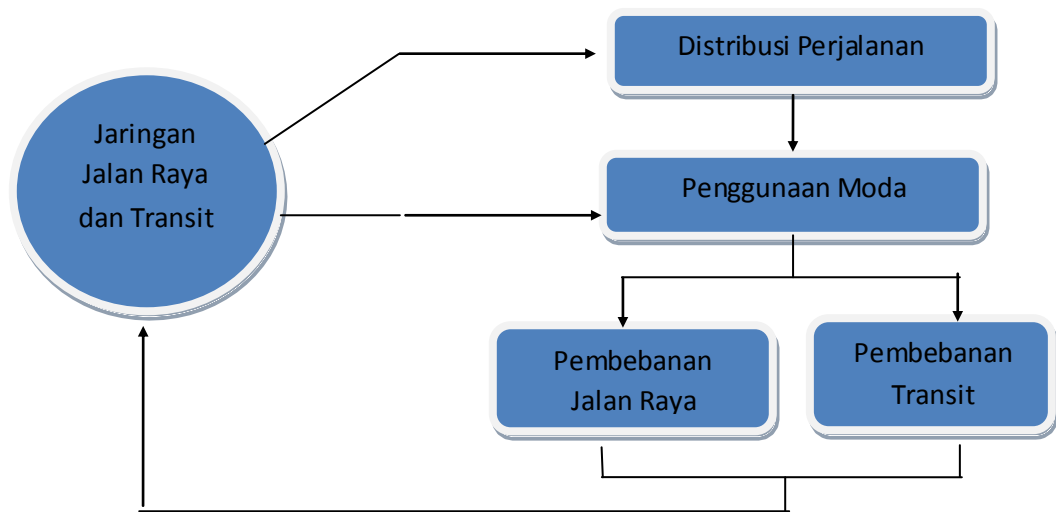 Distribusi Perjalanan
Jaringan
Jalan Raya
dan Transit
Penggunaan Moda
Pembebanan
Jalan Raya
Pembebanan
Transit